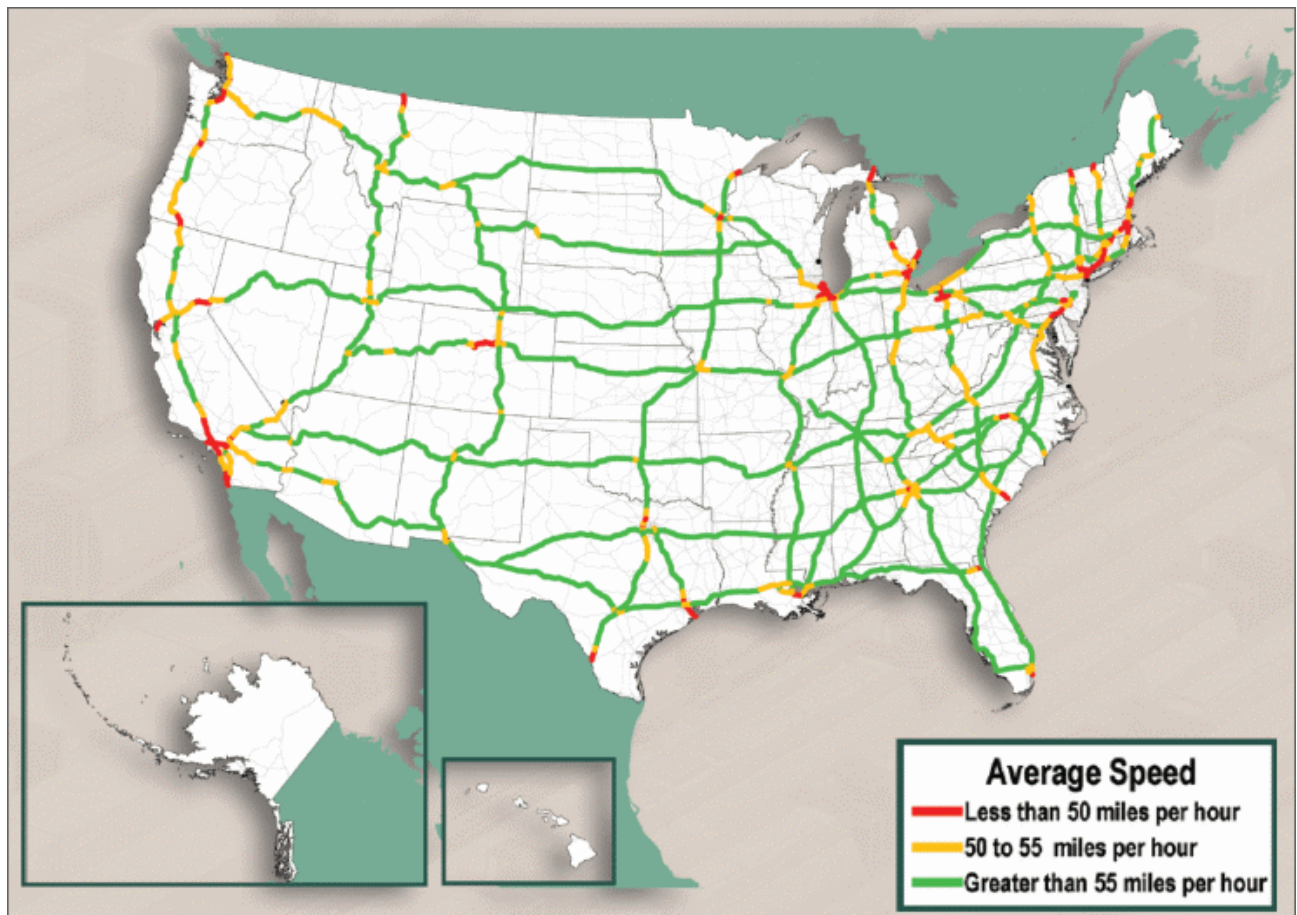 Average Speed
Less than 50 miles per hour
50 to 55 miles per hour
Greater than 55 miles per hour